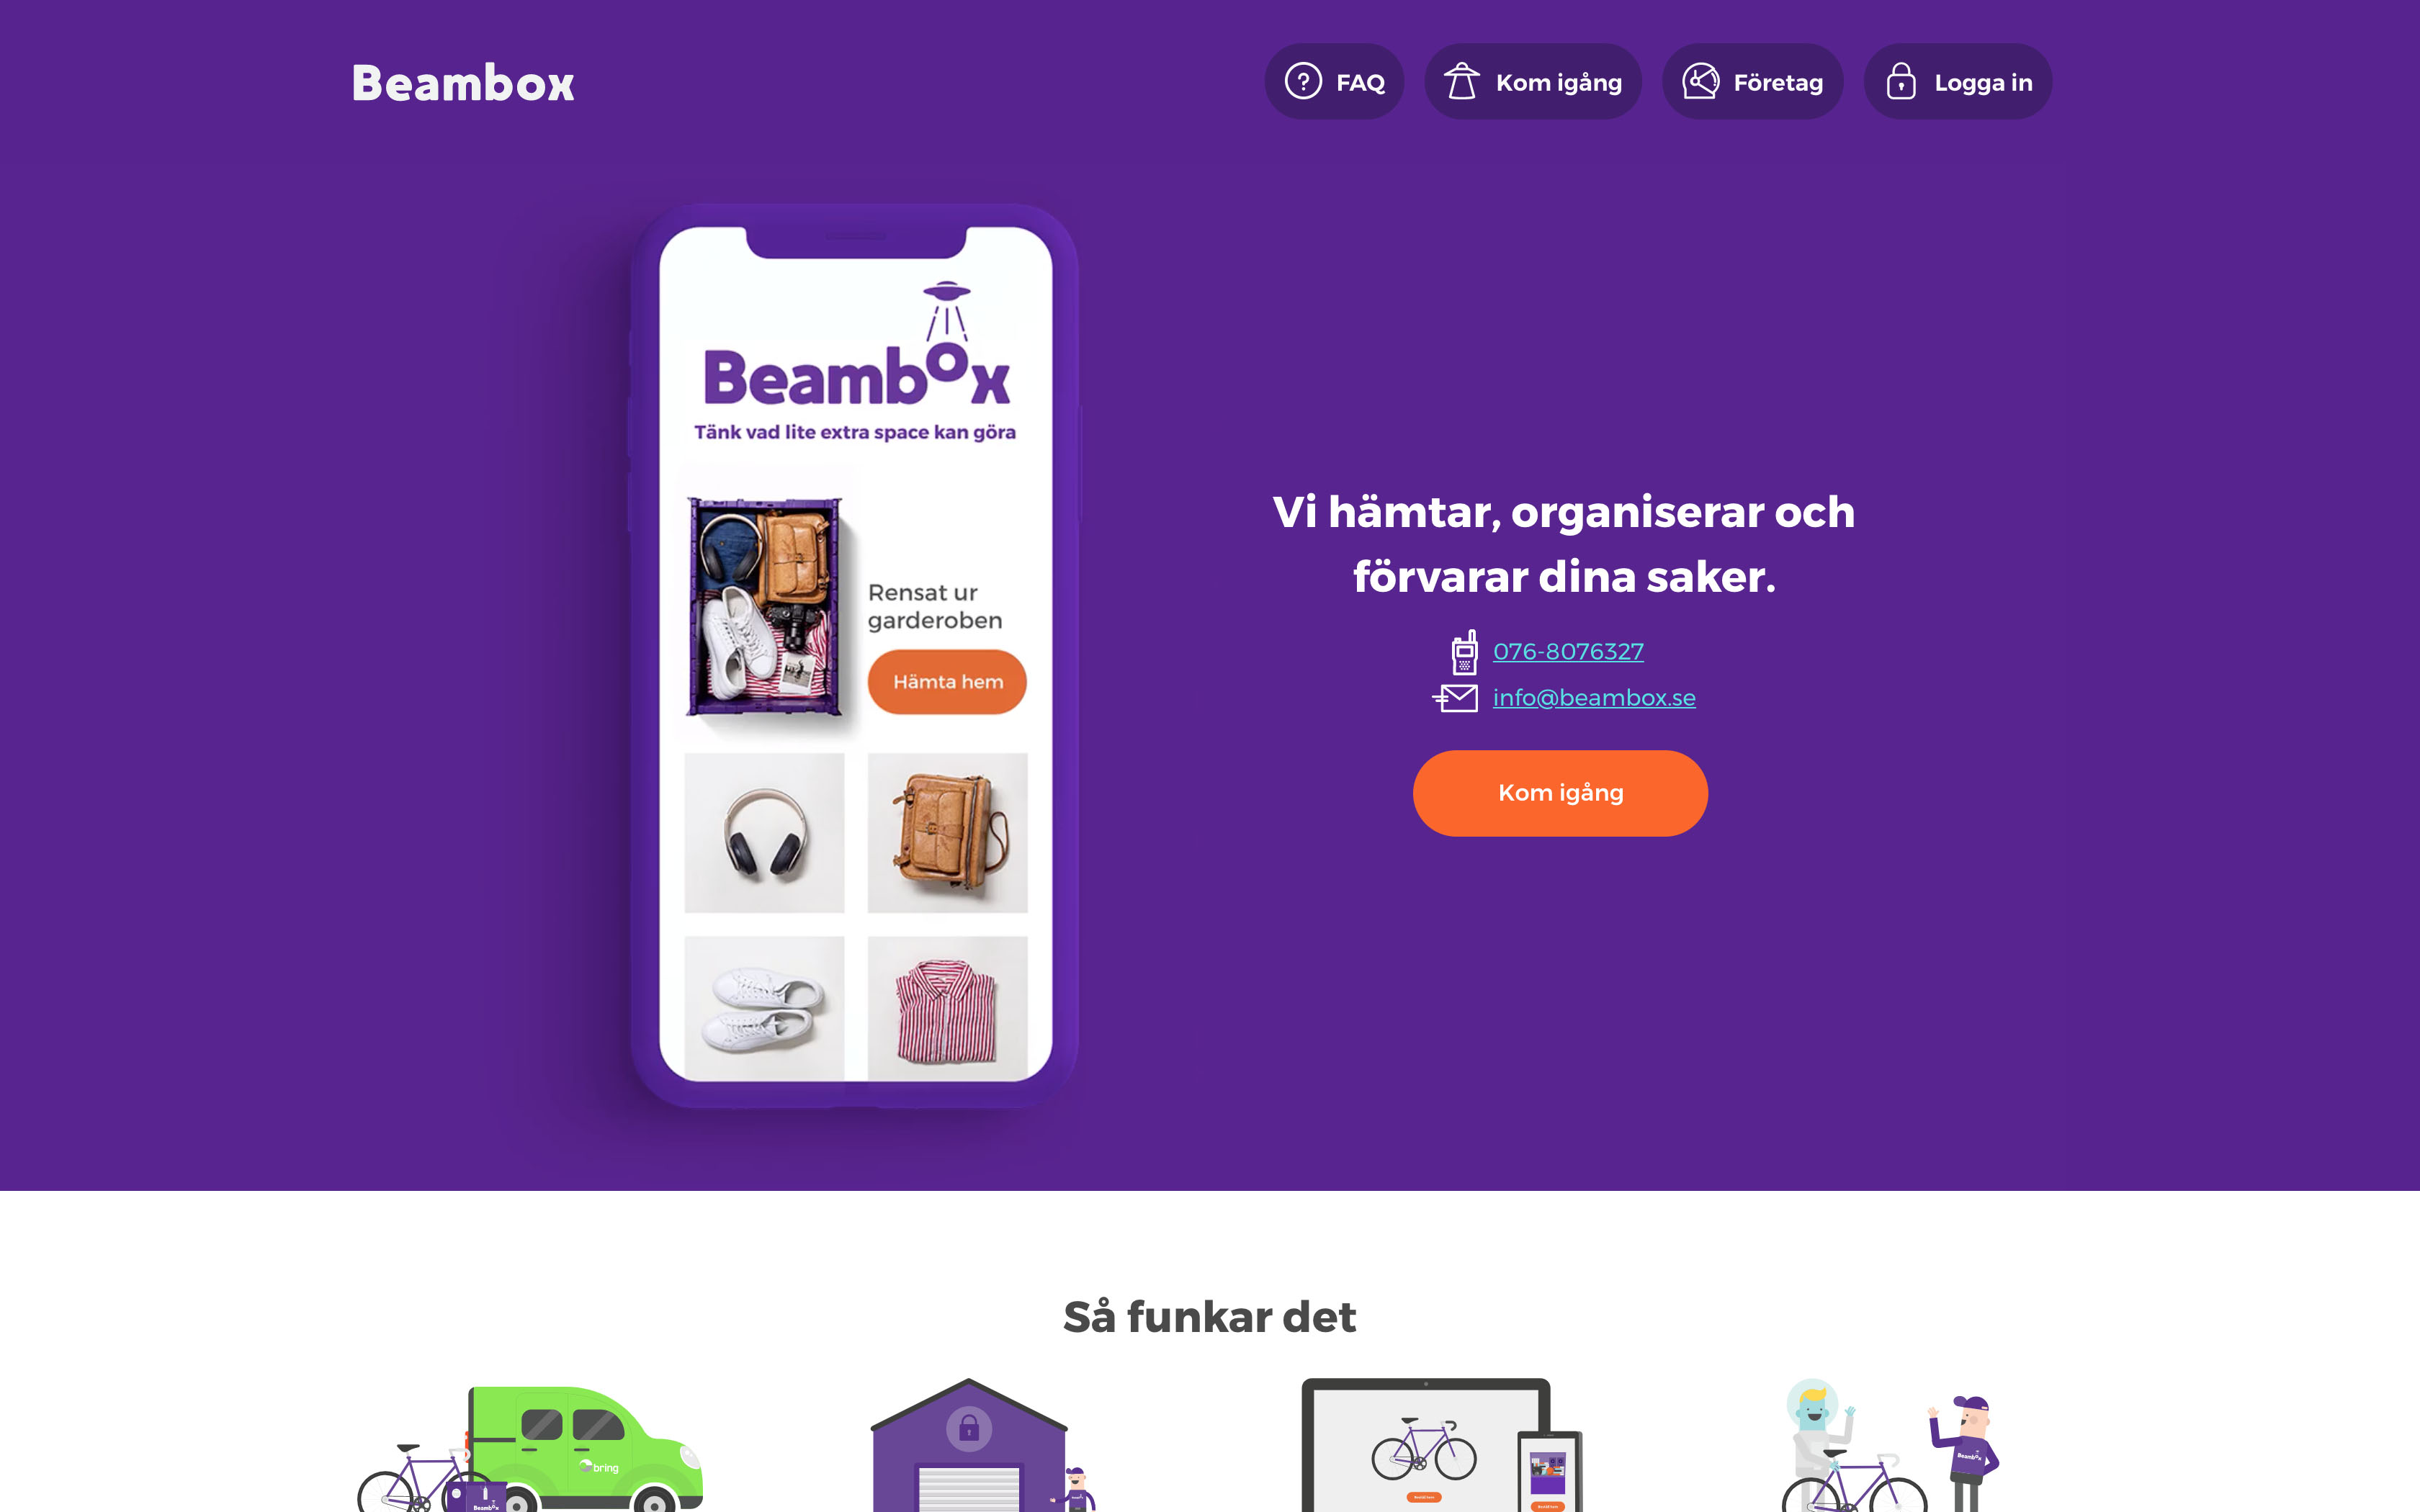 Beambox
FAQ
Kom igång
Företag
Logga in
Beambox
Tänk vad lite extra space kan göra
Rensat ur
garderoben
Hämta hem
Vi hämtar, organiserar och
förvarar dina saker.
076-8076327
info@beambox.se
Kom igång
Så funkar det
bring
Beambox
Beambox